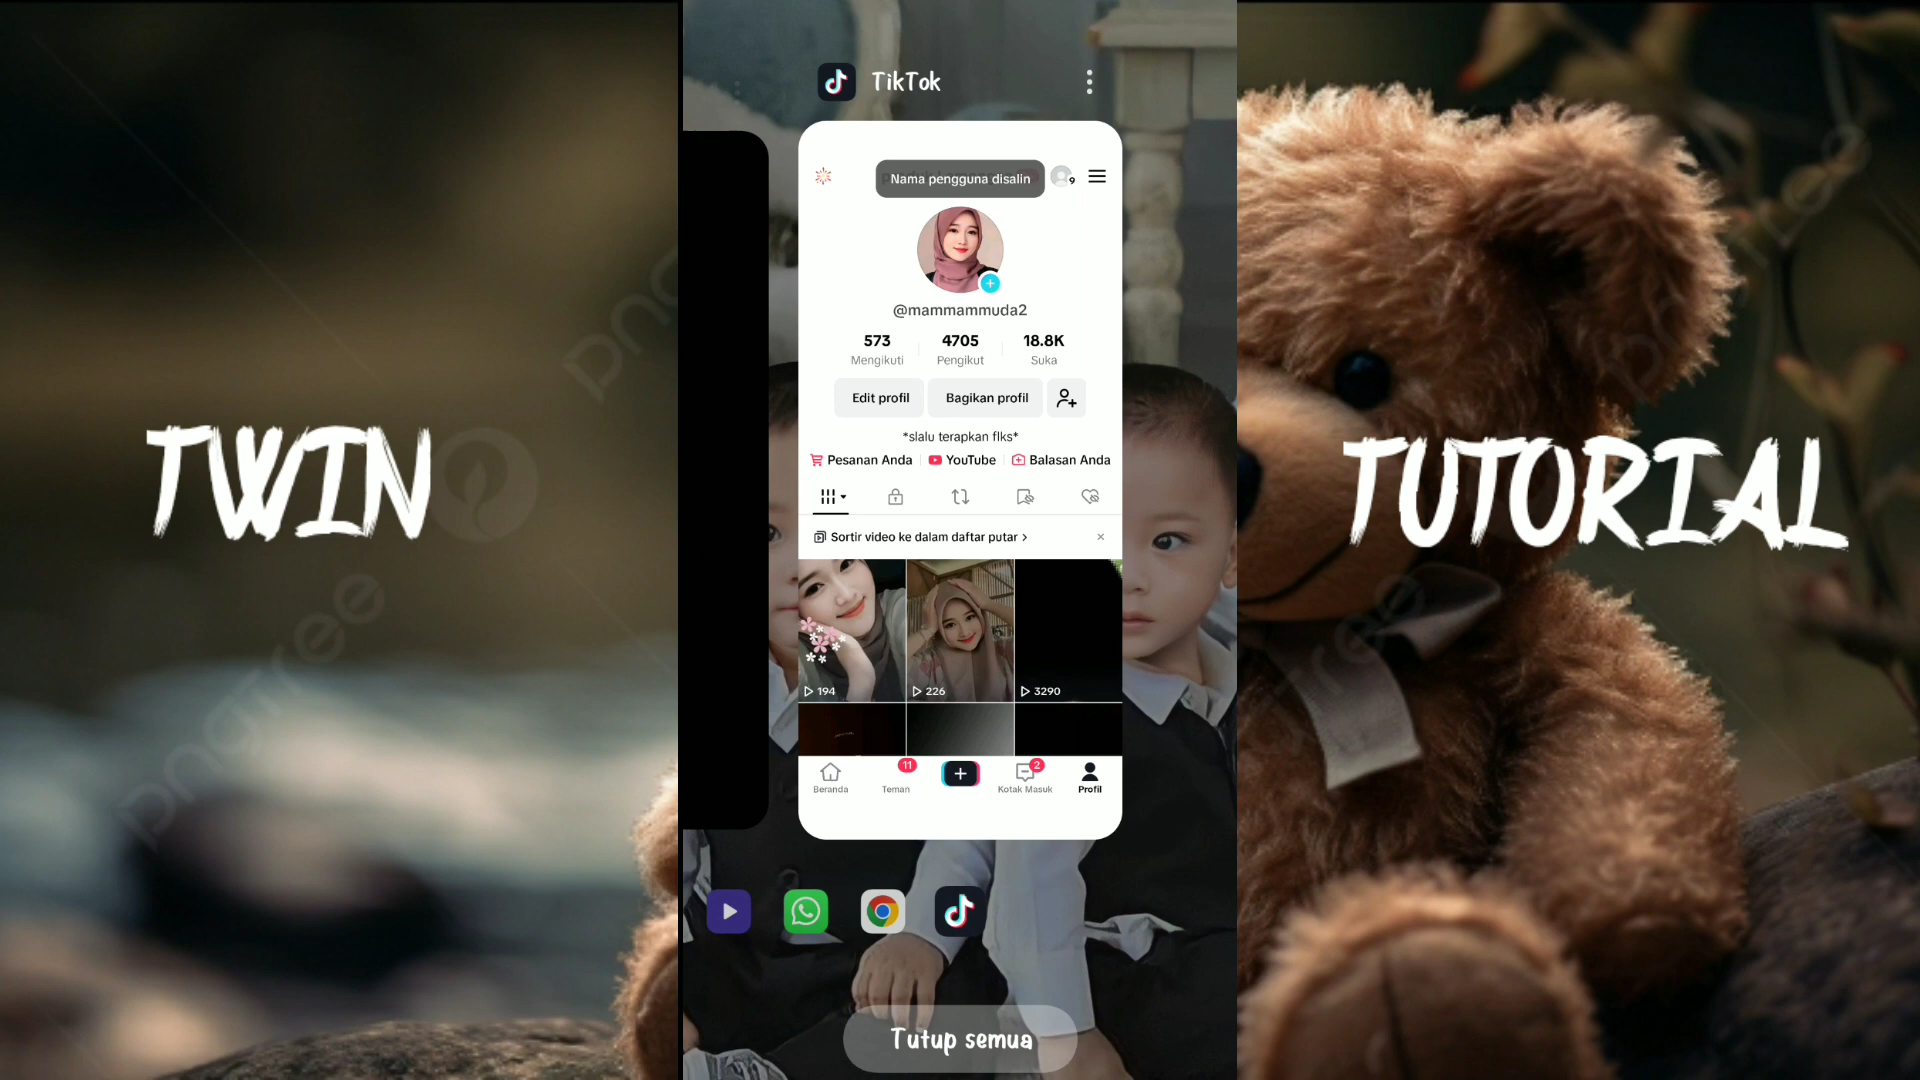 TWIN
TUTORIAL
TikTok
Nama pengguna disalin
9
@mammammuda2
573 4705 18.8K
Mengikuti Pengikut Suka
Edit profil Bagikan profil
*slalu terapkan flks*
Pesanan Anda YouTube Balasan Anda
Sortir video ke dalam daftar putar >
194 226 3290
11 2
Beranda Teman Kotak Masuk Profil
Tutup semua
pngtree